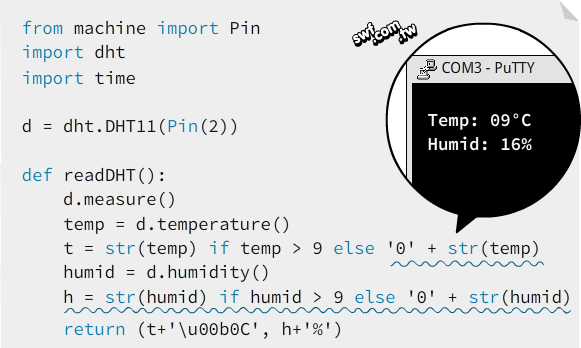 from machine import Pin
import dht
import time
d = dht.DHT11(Pin(2))
def readDHT():
    d.measure()
    temp = d.temperature()
    t = str(temp) if temp > 9 else '0' + str(temp)
    humid = d.humidity()
    h = str(humid) if humid > 9 else '0' + str(humid)
    return (t+'\u00b0C', h+'%')
swf.com.tw
COM3 - PuTTY
Temp: 09°C
Humid: 16%